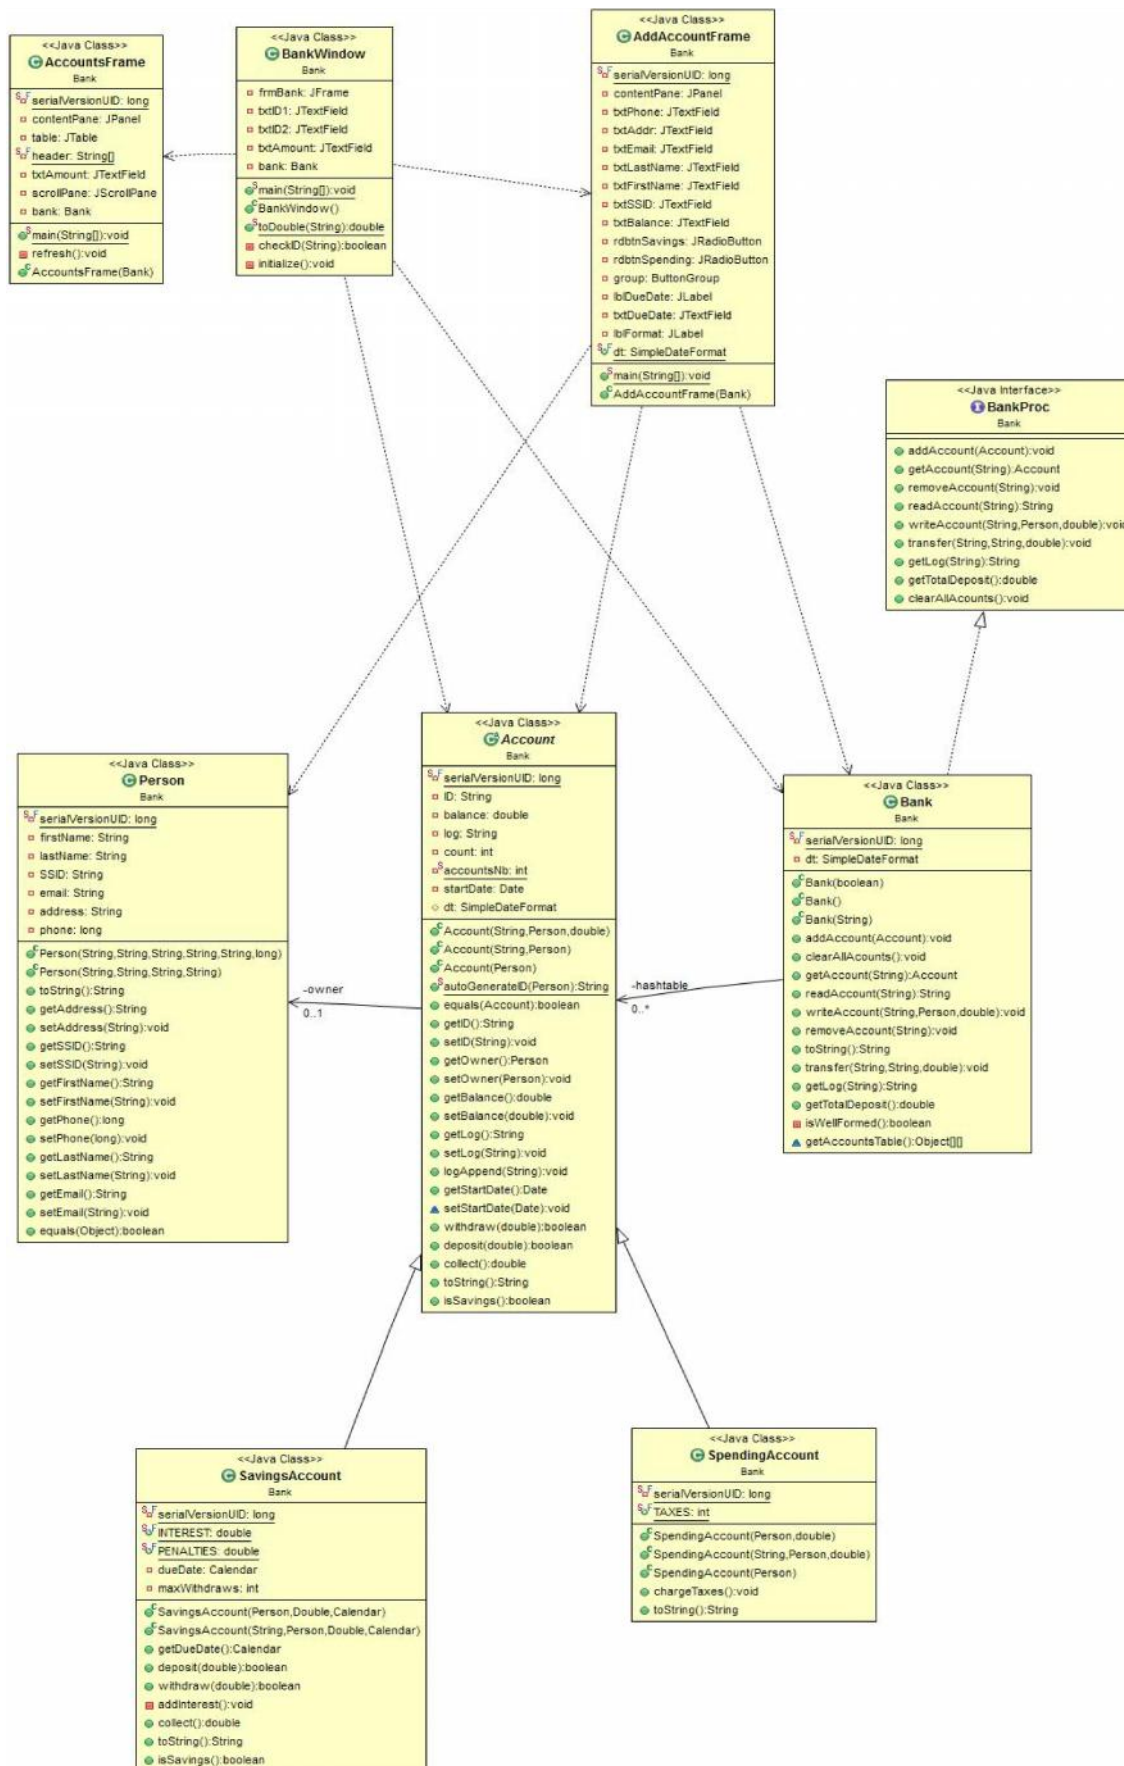 <<Java Class>>
AccountsFrame
Bank
serialVersionUID: long
contentPane: JPanel
table: JTable
header: String[]
txtAmount: JTextField
scrollPane: JScrollPane
bank: Bank
main(String[]):void
refresh():void
AccountsFrame(Bank)
<<Java Class>>
BankWindow
Bank
frmBank: JFrame
txtID1: JTextField
txtID2: JTextField
txtAmount: JTextField
bank: Bank
main(String[]):void
BankWindow()
toDouble(String):double
checkID(String):boolean
initialize():void
<<Java Class>>
AddAccountFrame
Bank
serialVersionUID: long
contentPane: JPanel
txtPhone: JTextField
txtAddr: JTextField
txtEmail: JTextField
txtLastName: JTextField
txtFirstName: JTextField
txtSSID: JTextField
txtBalance: JTextField
rdbtnSavings: JRadioButton
rdbtnSpending: JRadioButton
group: ButtonGroup
lblDueDate: JLabel
txtDueDate: JTextField
lblFormat: JLabel
dt: SimpleDateFormat
main(String[]):void
AddAccountFrame(Bank)
<<Java Interface>>
BankProc
Bank
addAccount(Account):void
getAccount(String):Account
removeAccount(String):void
readAccount(String):String
writeAccount(String,Person,double):void
transfer(String,String,double):void
getLog(String):String
getTotalDeposit():double
clearAllAcounts():void
<<Java Class>>
Person
Bank
serialVersionUID: long
firstName: String
lastName: String
SSID: String
email: String
address: String
phone: long
Person(String,String,String,String,String,long)
Person(String,String,String,String)
toString():String
getAddress():String
setAddress(String):void
getSSID():String
setSSID(String):void
getFirstName():String
setFirstName(String):void
getPhone():long
setPhone(long):void
getLastName():String
setLastName(String):void
getEmail():String
setEmail(String):void
equals(Object):boolean
-owner
0..1
<<Java Class>>
Account
Bank
serialVersionUID: long
ID: String
balance: double
log: String
count: int
accountsNb: int
startDate: Date
dt: SimpleDateFormat
Account(String,Person,double)
Account(String,Person)
Account(Person)
autoGenerateID(Person):String
equals(Account):boolean
getID():String
setID(String):void
getOwner():Person
setOwner(Person):void
getBalance():double
setBalance(double):void
getLog():String
setLog(String):void
logAppend(String):void
getStartDate():Date
setStartDate(Date):void
withdraw(double):boolean
deposit(double):boolean
collect():double
toString():String
isSavings():boolean
-hashtable
0..*
<<Java Class>>
Bank
Bank
serialVersionUID: long
dt: SimpleDateFormat
Bank(boolean)
Bank()
Bank(String)
addAccount(Account):void
clearAllAcounts():void
getAccount(String):Account
readAccount(String):String
writeAccount(String,Person,double):void
removeAccount(String):void
toString():String
transfer(String,String,double):void
getLog(String):String
getTotalDeposit():double
isWellFormed():boolean
getAccountsTable():Object[][]
<<Java Class>>
SavingsAccount
Bank
serialVersionUID: long
INTEREST: double
PENALTIES: double
dueDate: Calendar
maxWithdraws: int
SavingsAccount(Person,Double,Calendar)
SavingsAccount(String,Person,Double,Calendar)
getDueDate():Calendar
deposit(double):boolean
withdraw(double):boolean
addInterest():void
collect():double
toString():String
isSavings():boolean
<<Java Class>>
SpendingAccount
Bank
serialVersionUID: long
TAXES: int
SpendingAccount(Person,double)
SpendingAccount(String,Person,double)
SpendingAccount(Person)
chargeTaxes():void
toString():String